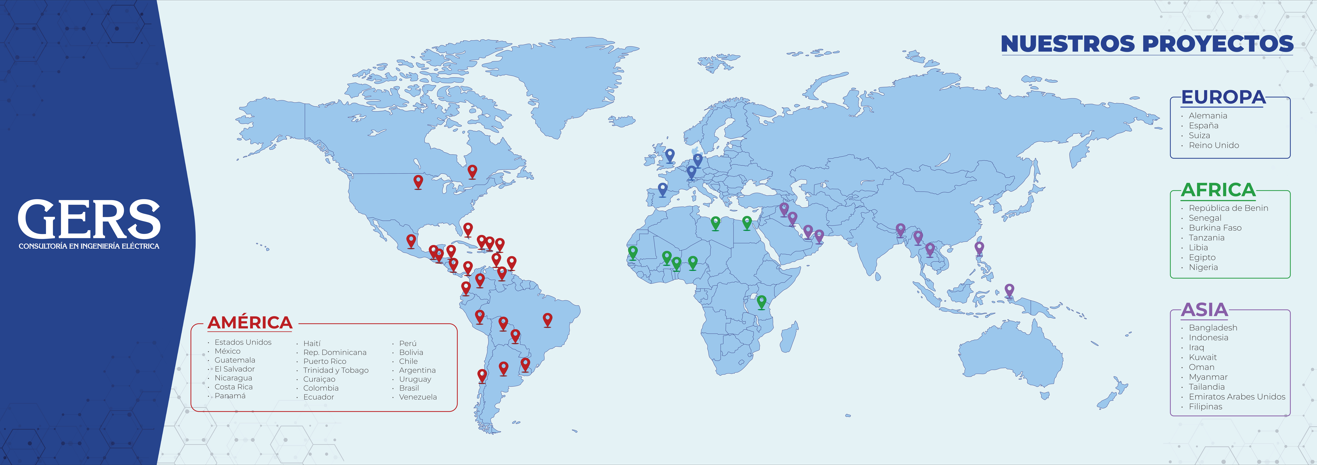 NUESTROS PROYECTOS
GERS
CONSULTORÍA EN INGENIERÍA ELÉCTRICA
AMÉRICA
Estados Unidos
México
Guatemala
El Salvador
Nicaragua
Costa Rica
Panamá
Haití
Rep. Dominicana
Puerto Rico
Trinidad y Tobago
Curaiçao
Colombia
Ecuador
Perú
Bolivia
Chile
Argentina
Uruguay
Brasil
Venezuela
EUROPA
Alemania
España
Suiza
Reino Unido
AFRICA
República de Benin
Senegal
Burkina Faso
Tanzania
Libia
Egipto
Nigeria
ASIA
Bangladesh
Indonesia
Iraq
Kuwait
Oman
Myanmar
Tailandia
Emiratos Arabes Unidos
Filipinas